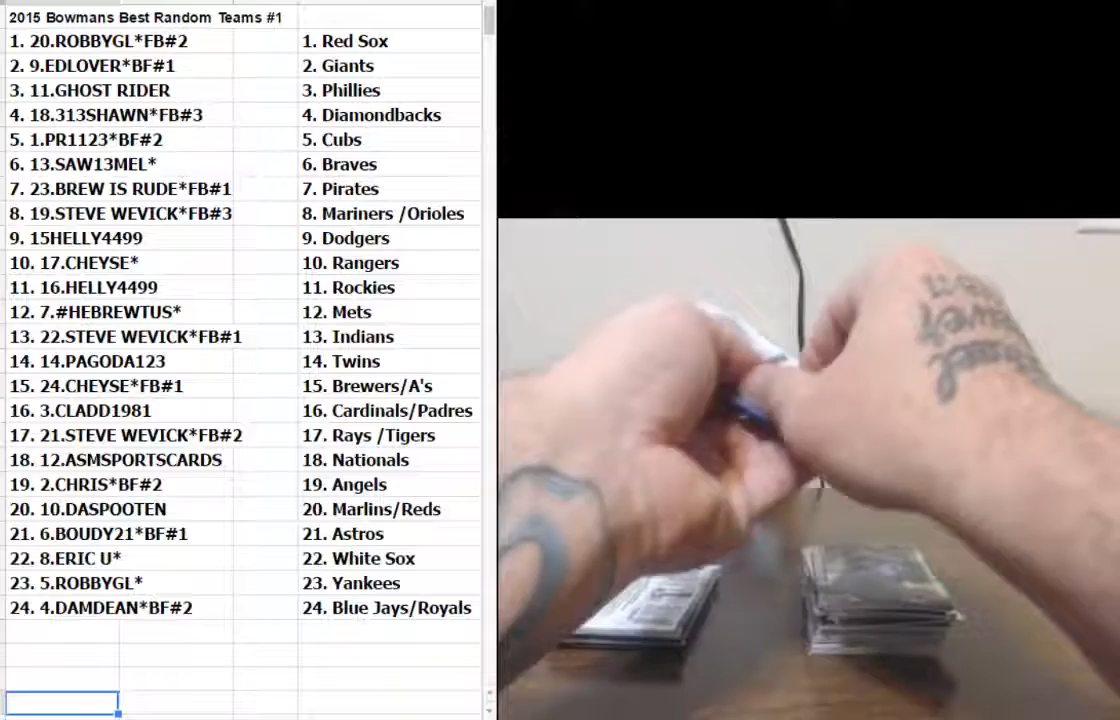 2015 Bowmans Best Random Teams #1
1. 20.ROBBYGL*FB#2 1. Red Sox
2. 9.EDLOVER*BF#1 2. Giants
3. 11.GHOST RIDER 3. Phillies
4. 18.313SHAWN*FB#3 4. Diamondbacks
5. 1.PR1123*BF#2 5. Cubs
6. 13.SAW13MEL* 6. Braves
7. 23.BREW IS RUDE*FB#1 7. Pirates
8. 19.STEVE WEVICK*FB#3 8. Mariners /Orioles
9. 15HELLY4499 9. Dodgers
10. 17.CHEYSE* 10. Rangers
11. 16.HELLY4499 11. Rockies
12. 7.#HEBREWTUS* 12. Mets
13. 22.STEVE WEVICK*FB#1 13. Indians
14. 14.PAGODA123 14. Twins
15. 24.CHEYSE*FB#1 15. Brewers/A's
16. 3.CLADD1981 16. Cardinals/Padres
17. 21.STEVE WEVICK*FB#2 17. Rays /Tigers
18. 12.ASMSPORTSCARDS 18. Nationals
19. 2.CHRIS*BF#2 19. Angels
20. 10.DASPOOTEN 20. Marlins/Reds
21. 6.BOUDY21*BF#1 21. Astros
22. 8.ERIC U* 22. White Sox
23. 5.ROBBYGL* 23. Yankees
24. 4.DAMDEAN*BF#2 24. Blue Jays/Royals